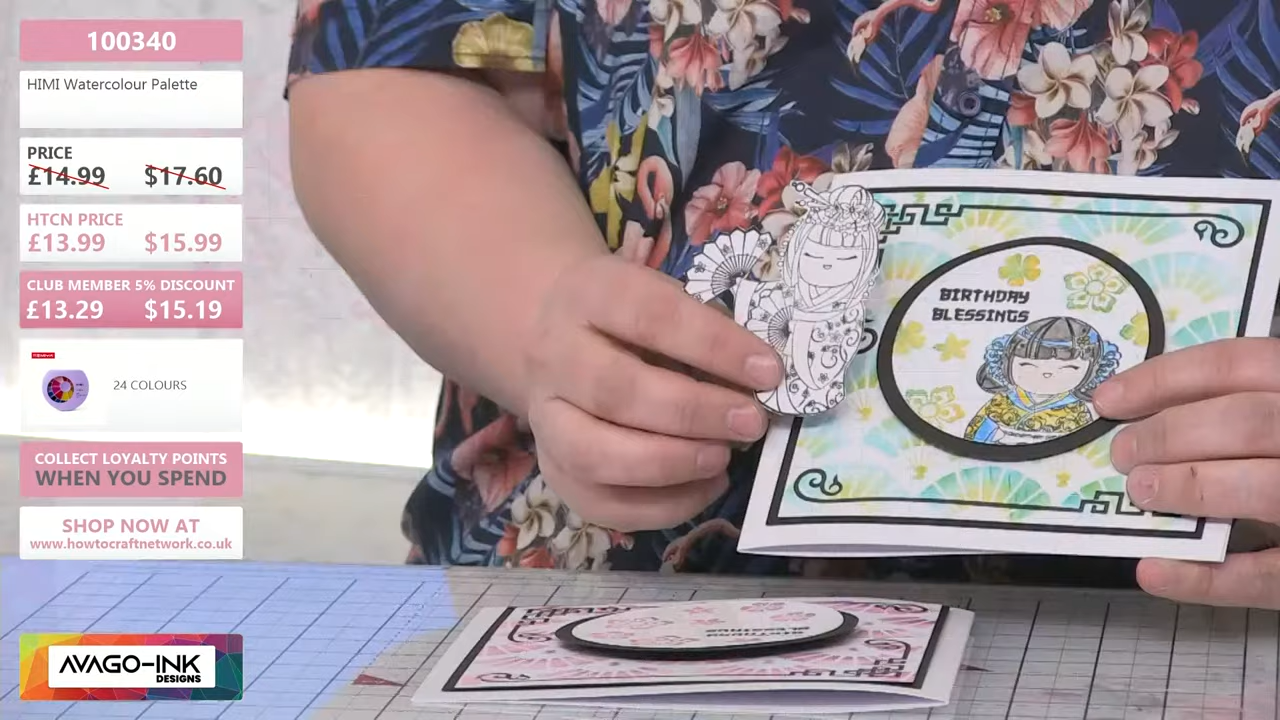 100340
HIMI Watercolour Palette
PRICE
£14.99 $17.60
HTCN PRICE
£13.99 $15.99
CLUB MEMBER 5% DISCOUNT
£13.29 $15.19
24 COLOURS
COLLECT LOYALTY POINTS
WHEN YOU SPEND
SHOP NOW AT
www.howtocraftnetwork.co.uk
AVAGO-INK
DESIGNS
BIRTHDAY
BLESSINGS
BIRTHDAY
BLESSINGS